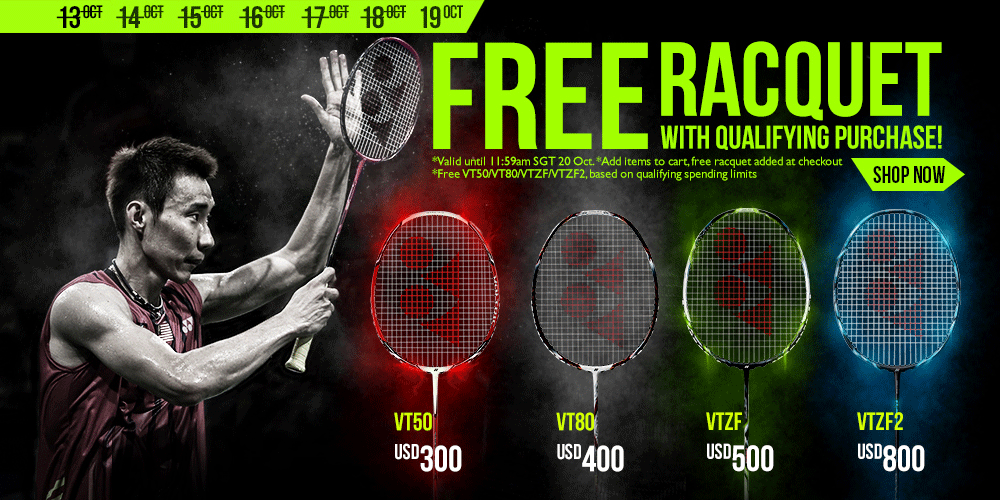 13 OCT 14 OCT 15 OCT 16 OCT 17 OCT 18 OCT 19 OCT
FREE RACQUET
WITH QUALIFYING PURCHASE!
*Valid until 11:59am SGT 20 Oct. *Add items to cart, free racquet added at checkout
*Free VT50/VT80/VTZF/VTZF2, based on qualifying spending limits
SHOP NOW
VT50 VT80 VTZF VTZF2
USD300 USD400 USD500 USD800